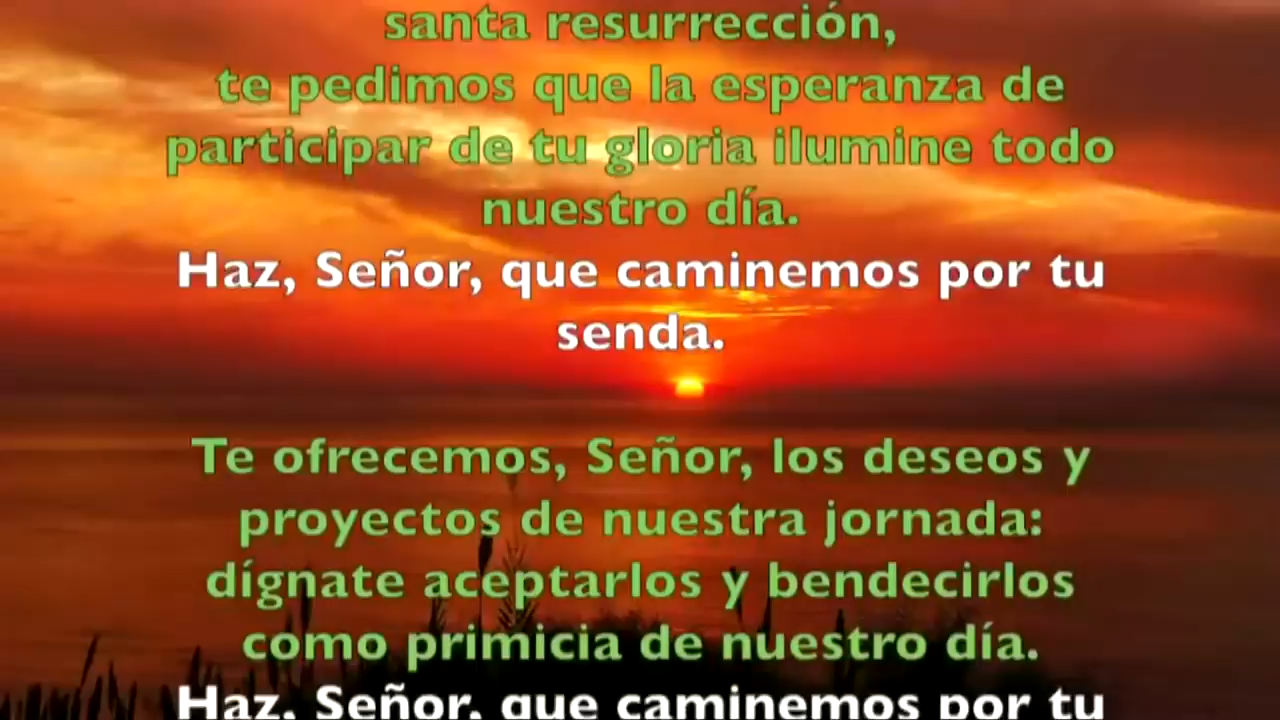 santa resurrección,
te pedimos que la esperanza de
participar de tu gloria ilumine todo
nuestro día.
Haz, Señor, que caminemos por tu
senda.
Te ofrecemos, Señor, los deseos y
proyectos de nuestra jornada:
dígnate aceptarlos y bendecirlos
como primicia de nuestro día.
Haz, Señor, que caminemos por tu